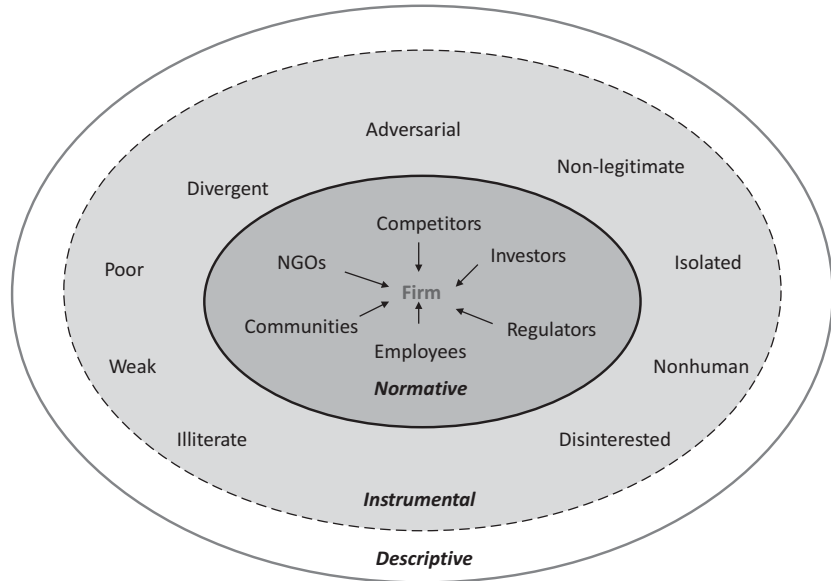 Adversarial
Non-legitimate
Divergent
Competitors
NGOs
Investors
Poor
Isolated
Firm
Communities
Regulators
Employees
Weak
Nonhuman
Normative
Illiterate
Disinterested
Instrumental
Descriptive